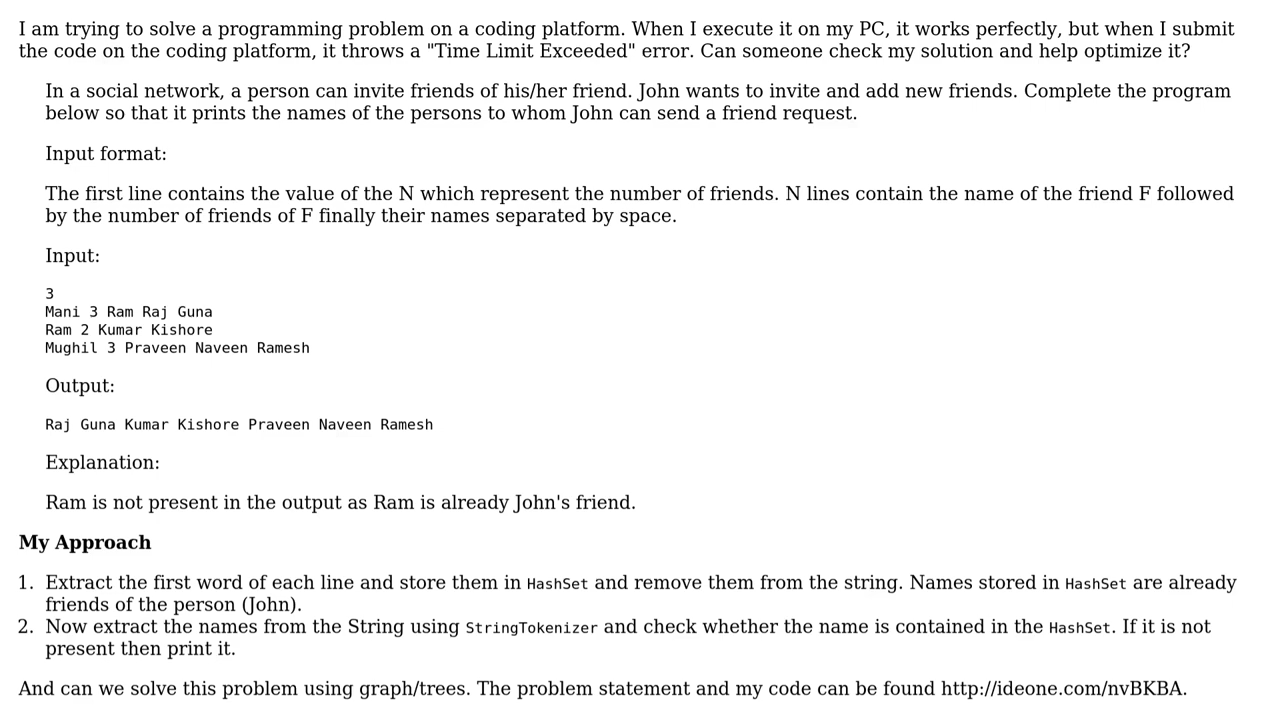 I am trying to solve a programming problem on a coding platform. When I execute it on my PC, it works perfectly, but when I submit
the code on the coding platform, it throws a "Time Limit Exceeded" error. Can someone check my solution and help optimize it?
In a social network, a person can invite friends of his/her friend. John wants to invite and add new friends. Complete the program
below so that it prints the names of the persons to whom John can send a friend request.
Input format:
The first line contains the value of the N which represent the number of friends. N lines contain the name of the friend F followed
by the number of friends of F finally their names separated by space.
Input:
3
Mani 3 Ram Raj Guna
Ram 2 Kumar Kishore
Mughil 3 Praveen Naveen Ramesh
Output:
Raj Guna Kumar Kishore Praveen Naveen Ramesh
Explanation:
Ram is not present in the output as Ram is already John's friend.
My Approach
1. Extract the first word of each line and store them in HashSet and remove them from the string. Names stored in HashSet are already
friends of the person (John).
2. Now extract the names from the String using StringTokenizer and check whether the name is contained in the HashSet. If it is not
present then print it.
And can we solve this problem using graph/trees. The problem statement and my code can be found http://ideone.com/nvBKBA.